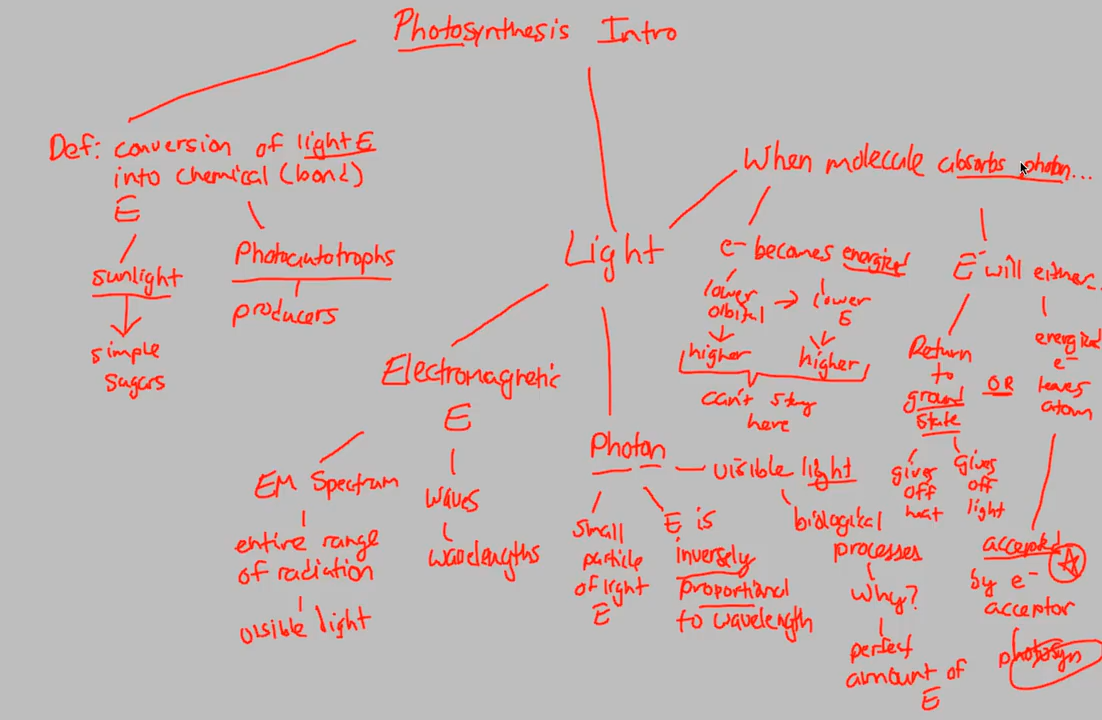 Photosynthesis Intro
Def: conversion of light E
into chemical (bond)
E
sunlight
simple
sugars
Photoautotrophs
producers
Light
Electromagnetic
E
EM Spectrum
entire range
of radiation
visible light
waves
wavelengths
Photon
small
particle
of light
E
E is
inversely
proportional
to wavelength
visible light
biological
processes
why?
perfect
amount of
E
When molecule absorbs photon...
e- becomes energized
lower
orbital
higher
lower
E
higher
can't stay
here
E- will either...
Return
to
ground
state
gives
off
heat
gives
off
light
OR
energized
e-
leaves
atom
accepted
by e-
acceptor
photosyn